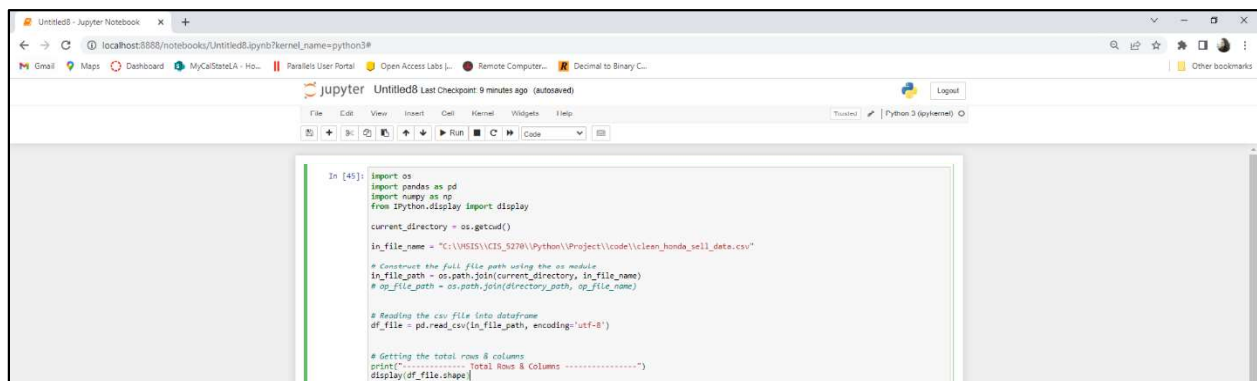 Untitled8 - Jupyter Notebook
localhost:8888/notebooks/Untitled8.ipynb?kernel_name=python3#
Gmail Maps Dashboard MyCalStateLA - Ho... Parallels User Portal Open Access Labs |... Remote Computer... Decimal to Binary C... Other bookmarks
jupyter Untitled8 Last Checkpoint: 9 minutes ago (autosaved) Logout
File Edit View Insert Cell Kernel Widgets Help Trusted Python 3 (ipykernel)
Run Code
In [45]: import os
import pandas as pd
import numpy as np
from IPython.display import display
current_directory = os.getcwd()
in_file_name = "C:\\MSIS\\CIS_5270\\Python\\Project\\code\\clean_honda_sell_data.csv"
# Construct the full file path using the os module
in_file_path = os.path.join(current_directory, in_file_name)
# op_file_path = os.path.join(directory_path, op_file_name)
# Reading the csv file into dataframe
df_file = pd.read_csv(in_file_path, encoding='utf-8')
# Getting the total rows & columns
print("-------------- Total Rows & Columns ----------------")
display(df_file.shape)